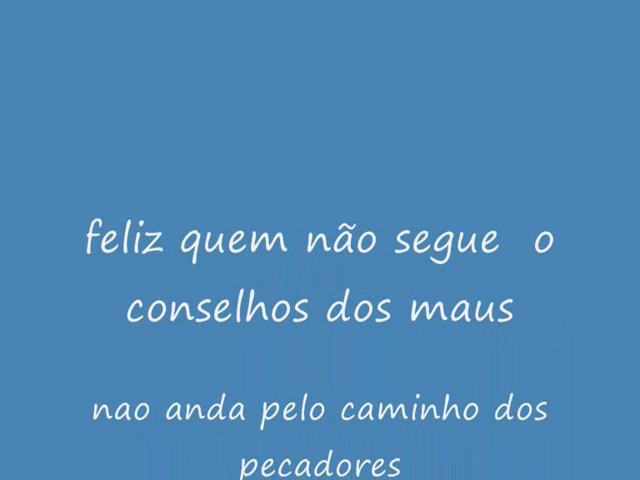 feliz quem não segue o
conselhos dos maus
nao anda pelo caminho dos
pecadores